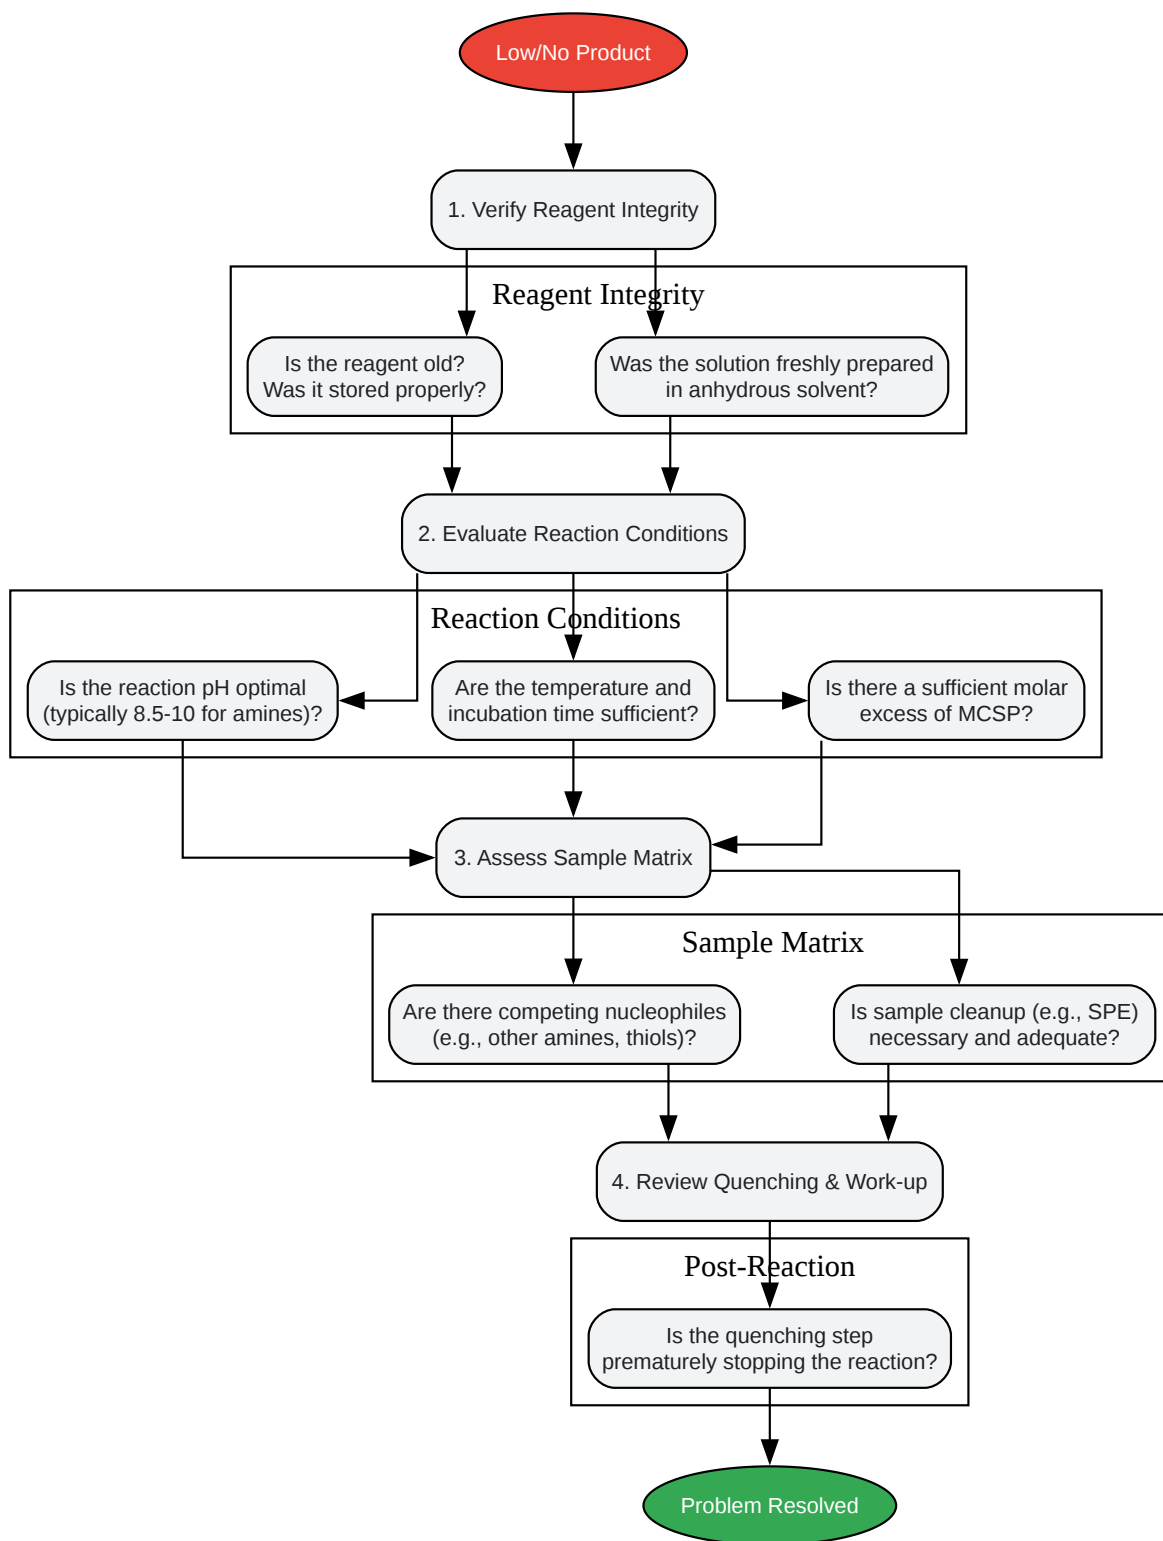 Low/No Product
1. Verify Reagent Integrity
Reagent Integrity
Is the reagent old?
Was it stored properly?
Was the solution freshly prepared
in anhydrous solvent?
2. Evaluate Reaction Conditions
Reaction Conditions
Is the reaction pH optimal
(typically 8.5-10 for amines)?
Are the temperature and
incubation time sufficient?
Is there a sufficient molar
excess of MCSP?
3. Assess Sample Matrix
Sample Matrix
Are there competing nucleophiles
(e.g., other amines, thiols)?
Is sample cleanup (e.g., SPE)
necessary and adequate?
4. Review Quenching & Work-up
Post-Reaction
Is the quenching step
prematurely stopping the reaction?
Problem Resolved